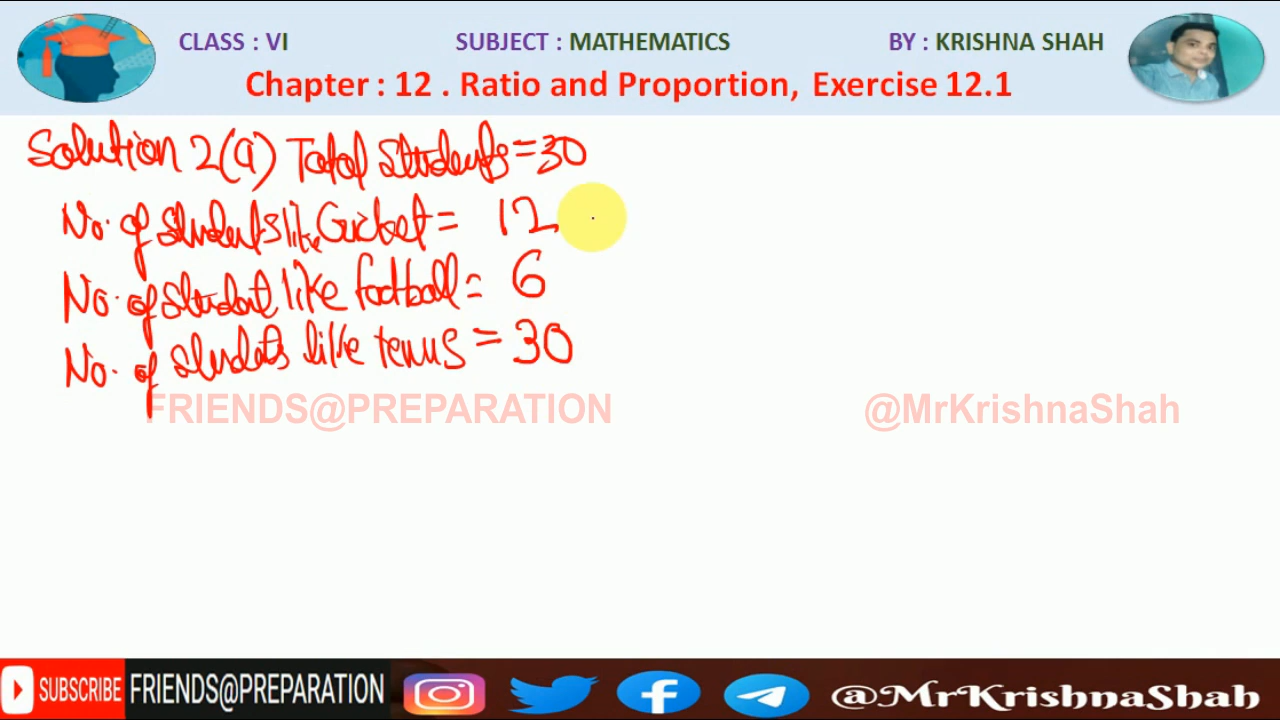 CLASS : VI SUBJECT : MATHEMATICS BY : KRISHNA SHAH
Chapter : 12 . Ratio and Proportion, Exercise 12.1
Solution 2(a) Total Students = 30
No. of students like Cricket = 12
No. of student like football = 6
No. of students like tennis = 30
FRIENDS@PREPARATION @MrKrishnaShah
SUBSCRIBE FRIENDS@PREPARATION @MrKrishnaShah